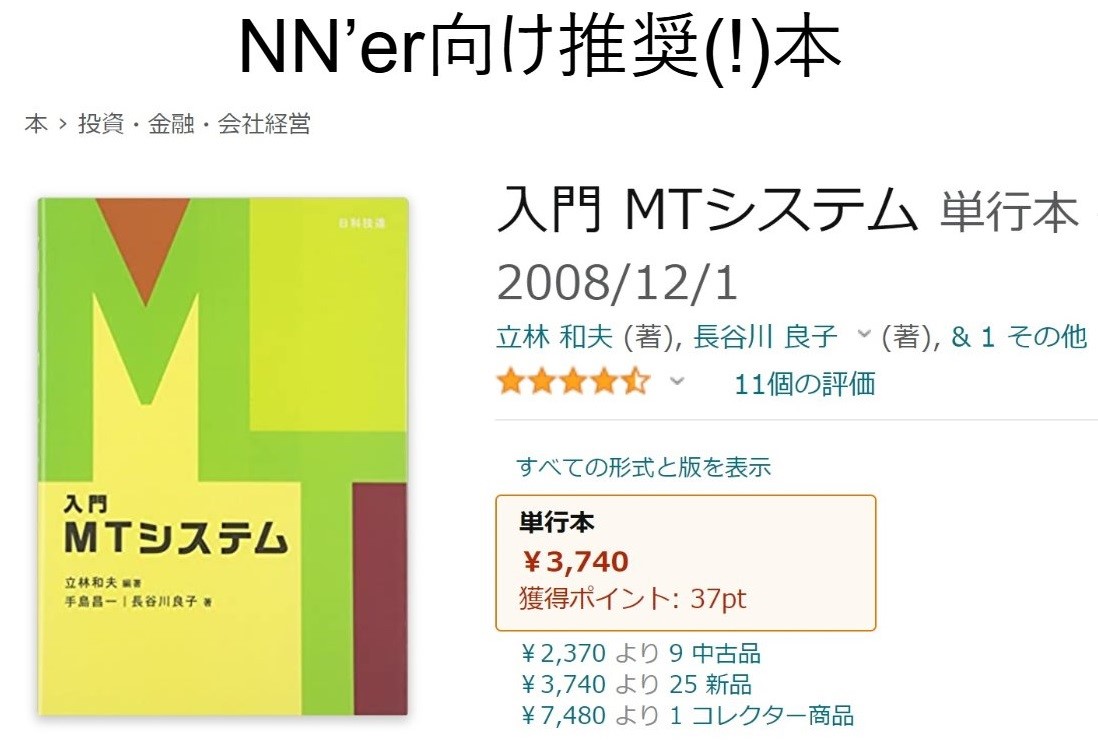 NN’er向け推奨(!)本
本 › 投資・金融・会社経営
日科技連
入門
MTシステム
立林和夫 編著
手島昌一 | 長谷川良子 著
入門 MTシステム 単行本
2008/12/1
立林 和夫 (著), 長谷川 良子 (著), & 1 その他
11個の評価
すべての形式と版を表示
単行本
￥3,740
獲得ポイント: 37pt
￥2,370 より 9 中古品
￥3,740 より 25 新品
￥7,480 より 1 コレクター商品